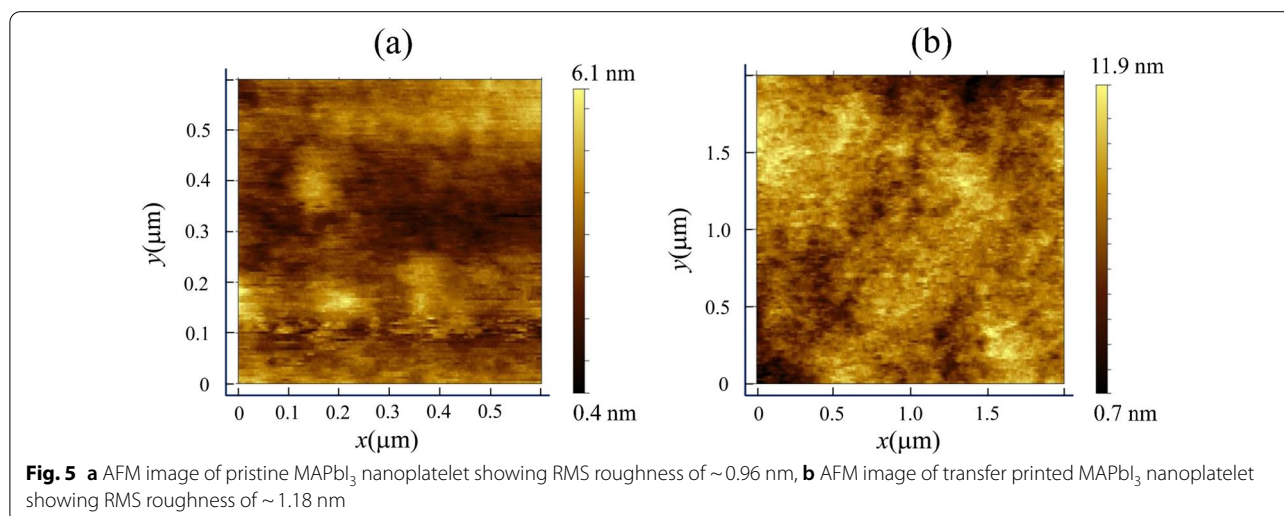 (a)
(b)
6.1 nm
11.9 nm
0.5
0.4
0.3
0.2
0.1
0
y(μm)
0 0.1 0.2 0.3 0.4 0.5
x(μm)
0.4 nm
1.5
1.0
0.5
0
y(μm)
0 0.5 1.0 1.5
x(μm)
0.7 nm
Fig. 5 a AFM image of pristine MAPbI₃ nanoplatelet showing RMS roughness of ~ 0.96 nm, b AFM image of transfer printed MAPbI₃ nanoplatelet
showing RMS roughness of ~ 1.18 nm